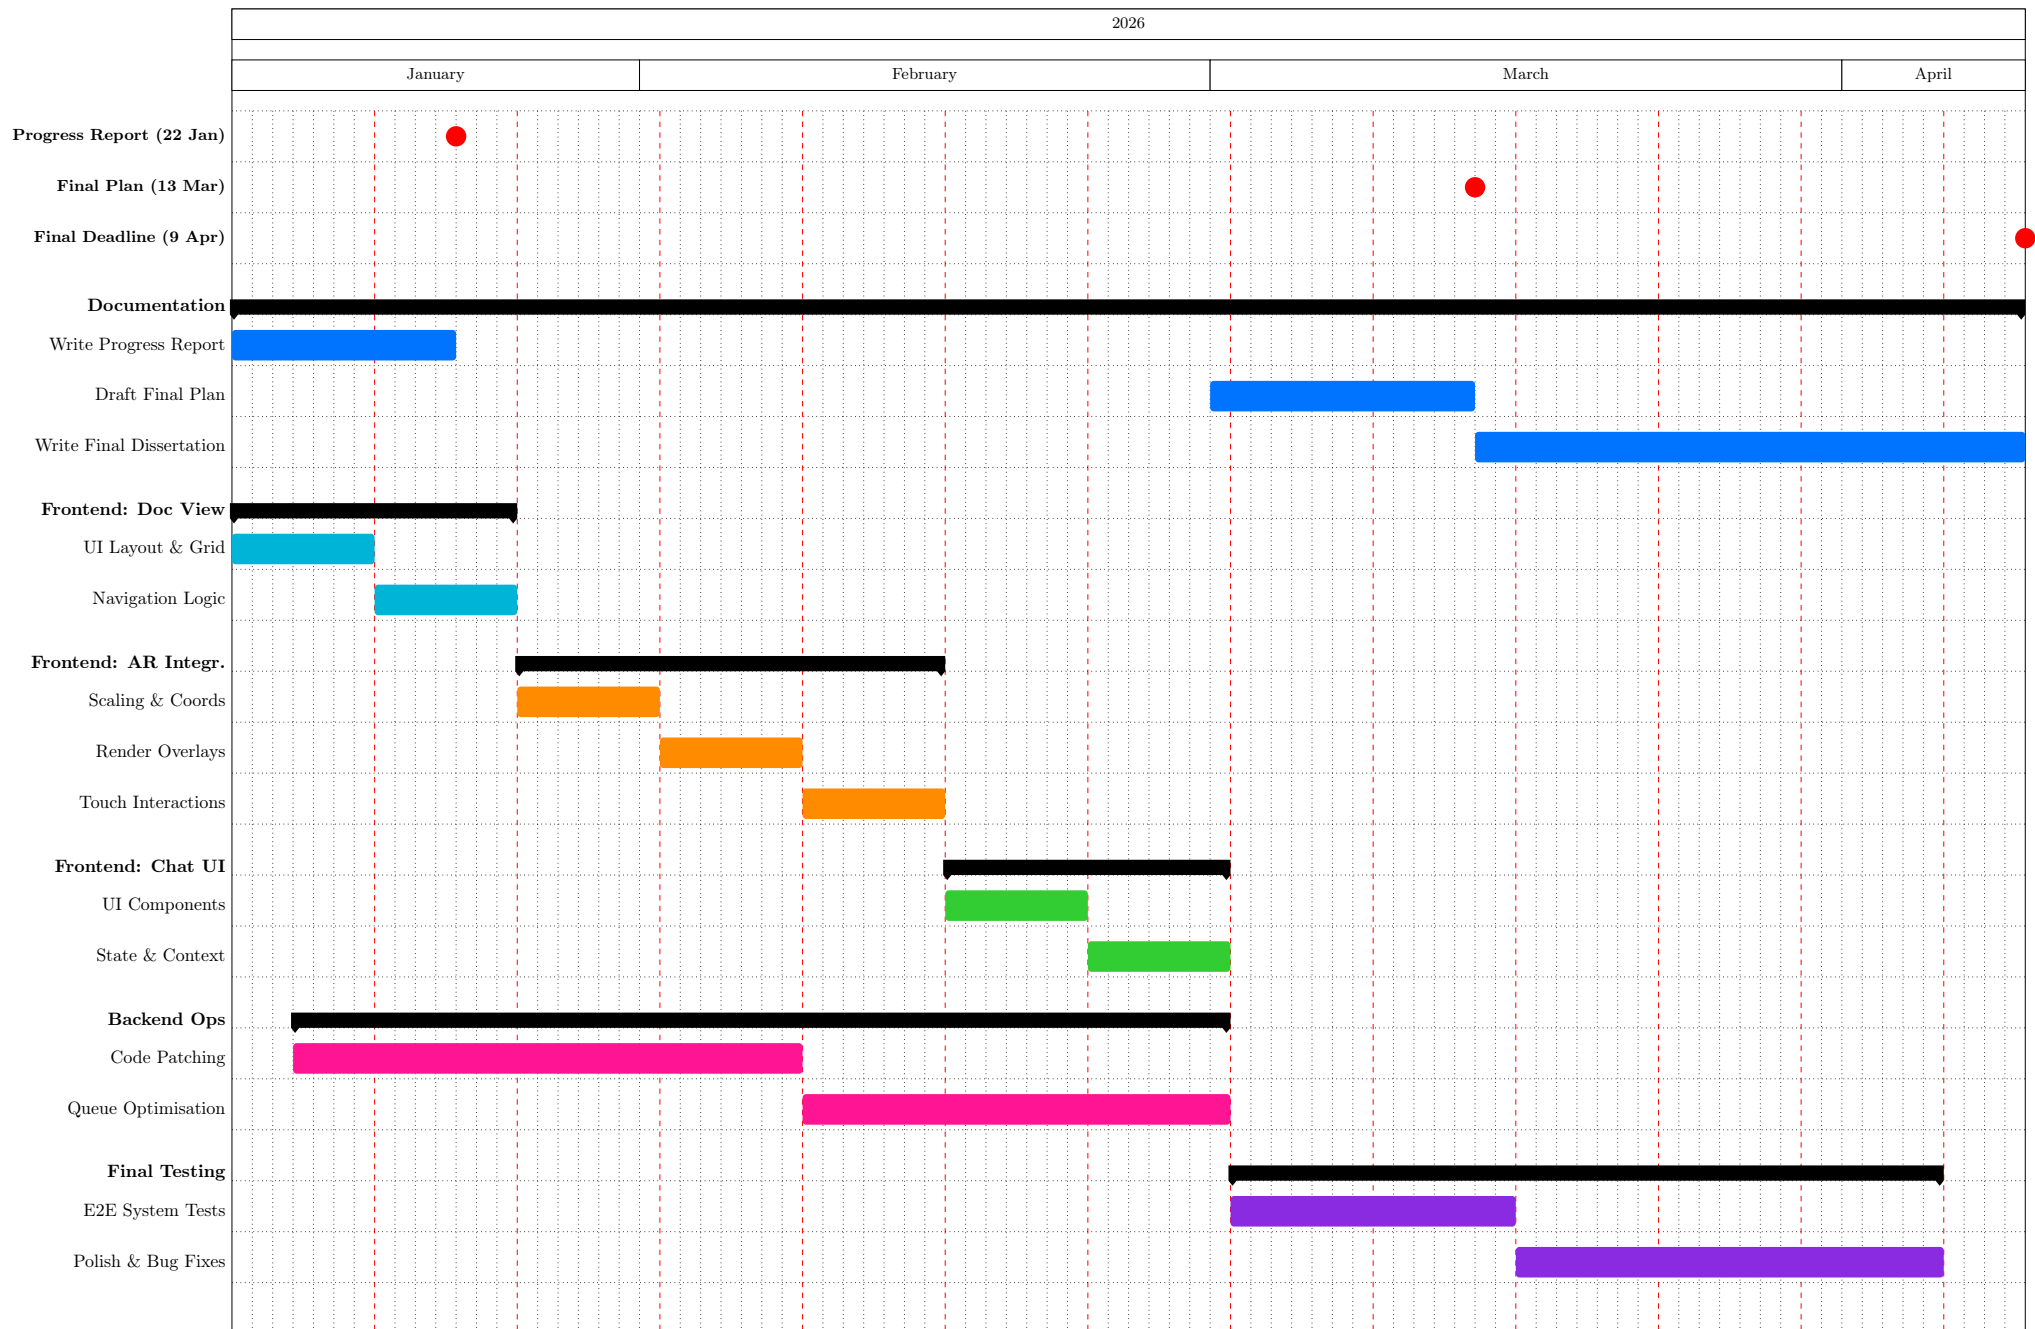 2026
January February March April
Progress Report (22 Jan)
Final Plan (13 Mar)
Final Deadline (9 Apr)
Documentation
Write Progress Report
Draft Final Plan
Write Final Dissertation
Frontend: Doc View
UI Layout & Grid
Navigation Logic
Frontend: AR Integr.
Scaling & Coords
Render Overlays
Touch Interactions
Frontend: Chat UI
UI Components
State & Context
Backend Ops
Code Patching
Queue Optimisation
Final Testing
E2E System Tests
Polish & Bug Fixes